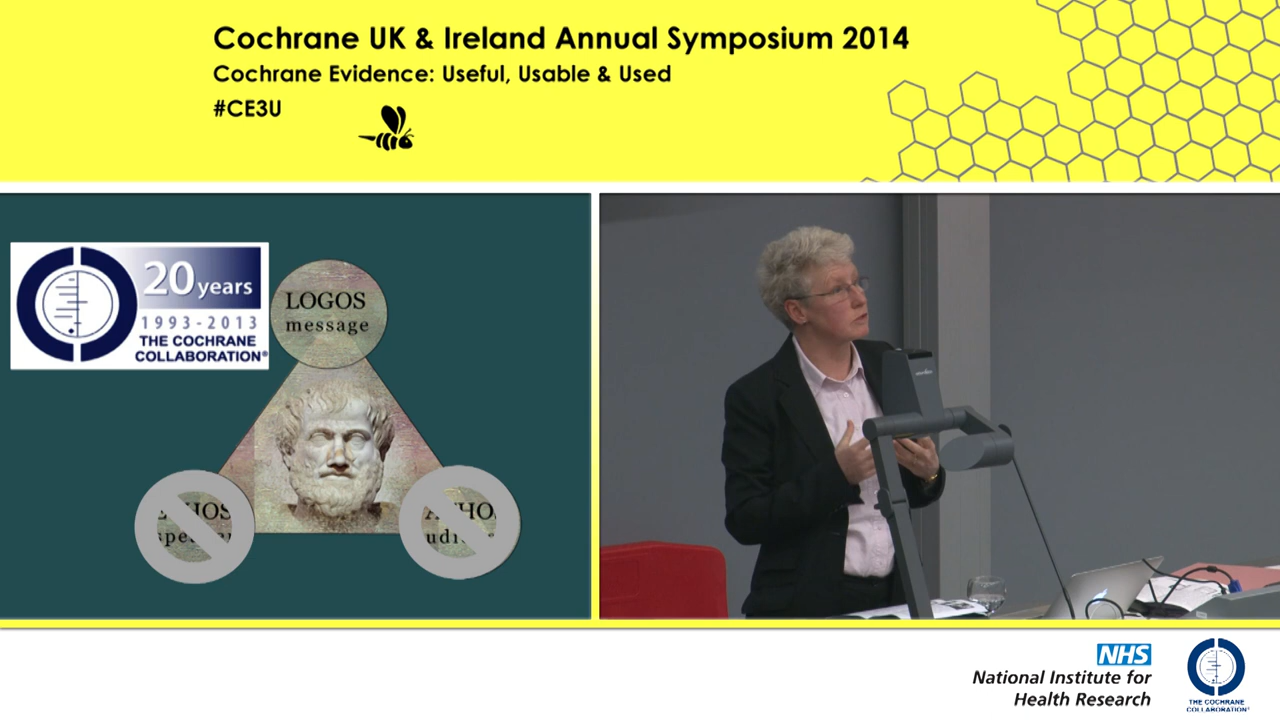 Cochrane UK & Ireland Annual Symposium 2014
Cochrane Evidence: Useful, Usable & Used
#CE3U
20 years
1993-2013
THE COCHRANE
COLLABORATION®
LOGOS
message
NHS
National Institute for
Health Research
THE COCHRANE
COLLABORATION®